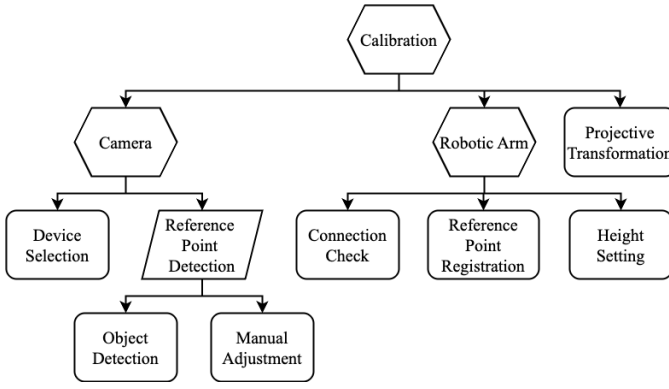 Calibration
Camera
Robotic Arm
Projective
Transformation
Device
Selection
Reference
Point
Detection
Connection
Check
Reference
Point
Registration
Height
Setting
Object
Detection
Manual
Adjustment